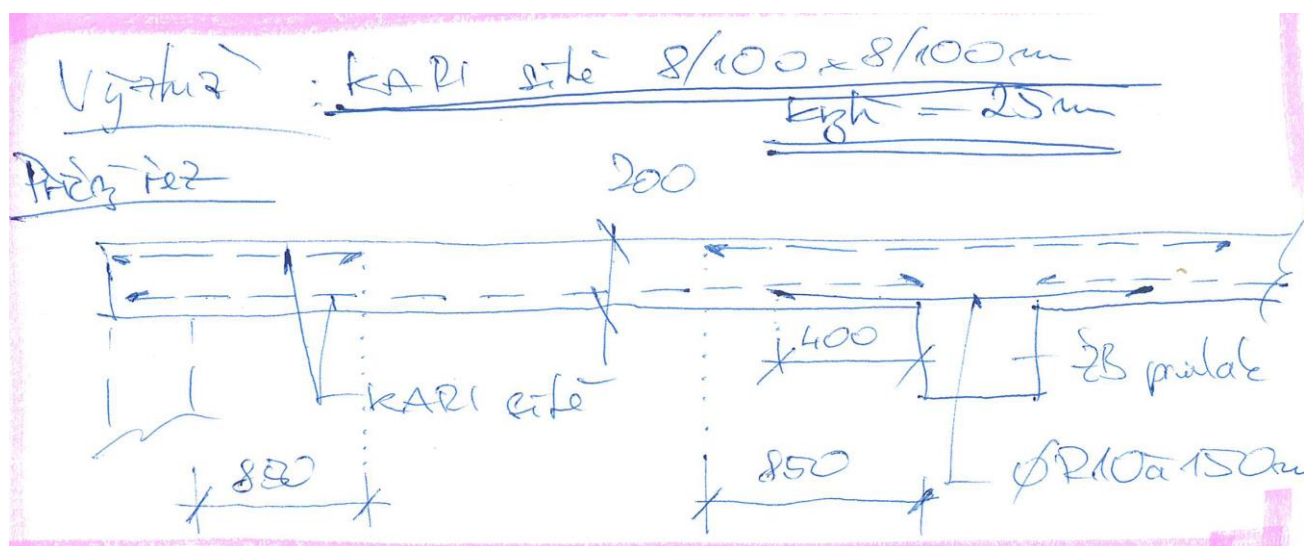 Výztuž : KARI sítě 8/100 x 8/100 mm
krytí = 25 mm
Příčný řez
200
400
ŽB průvlak
KARI sítě
850
850
ϕR10 á 150 mm